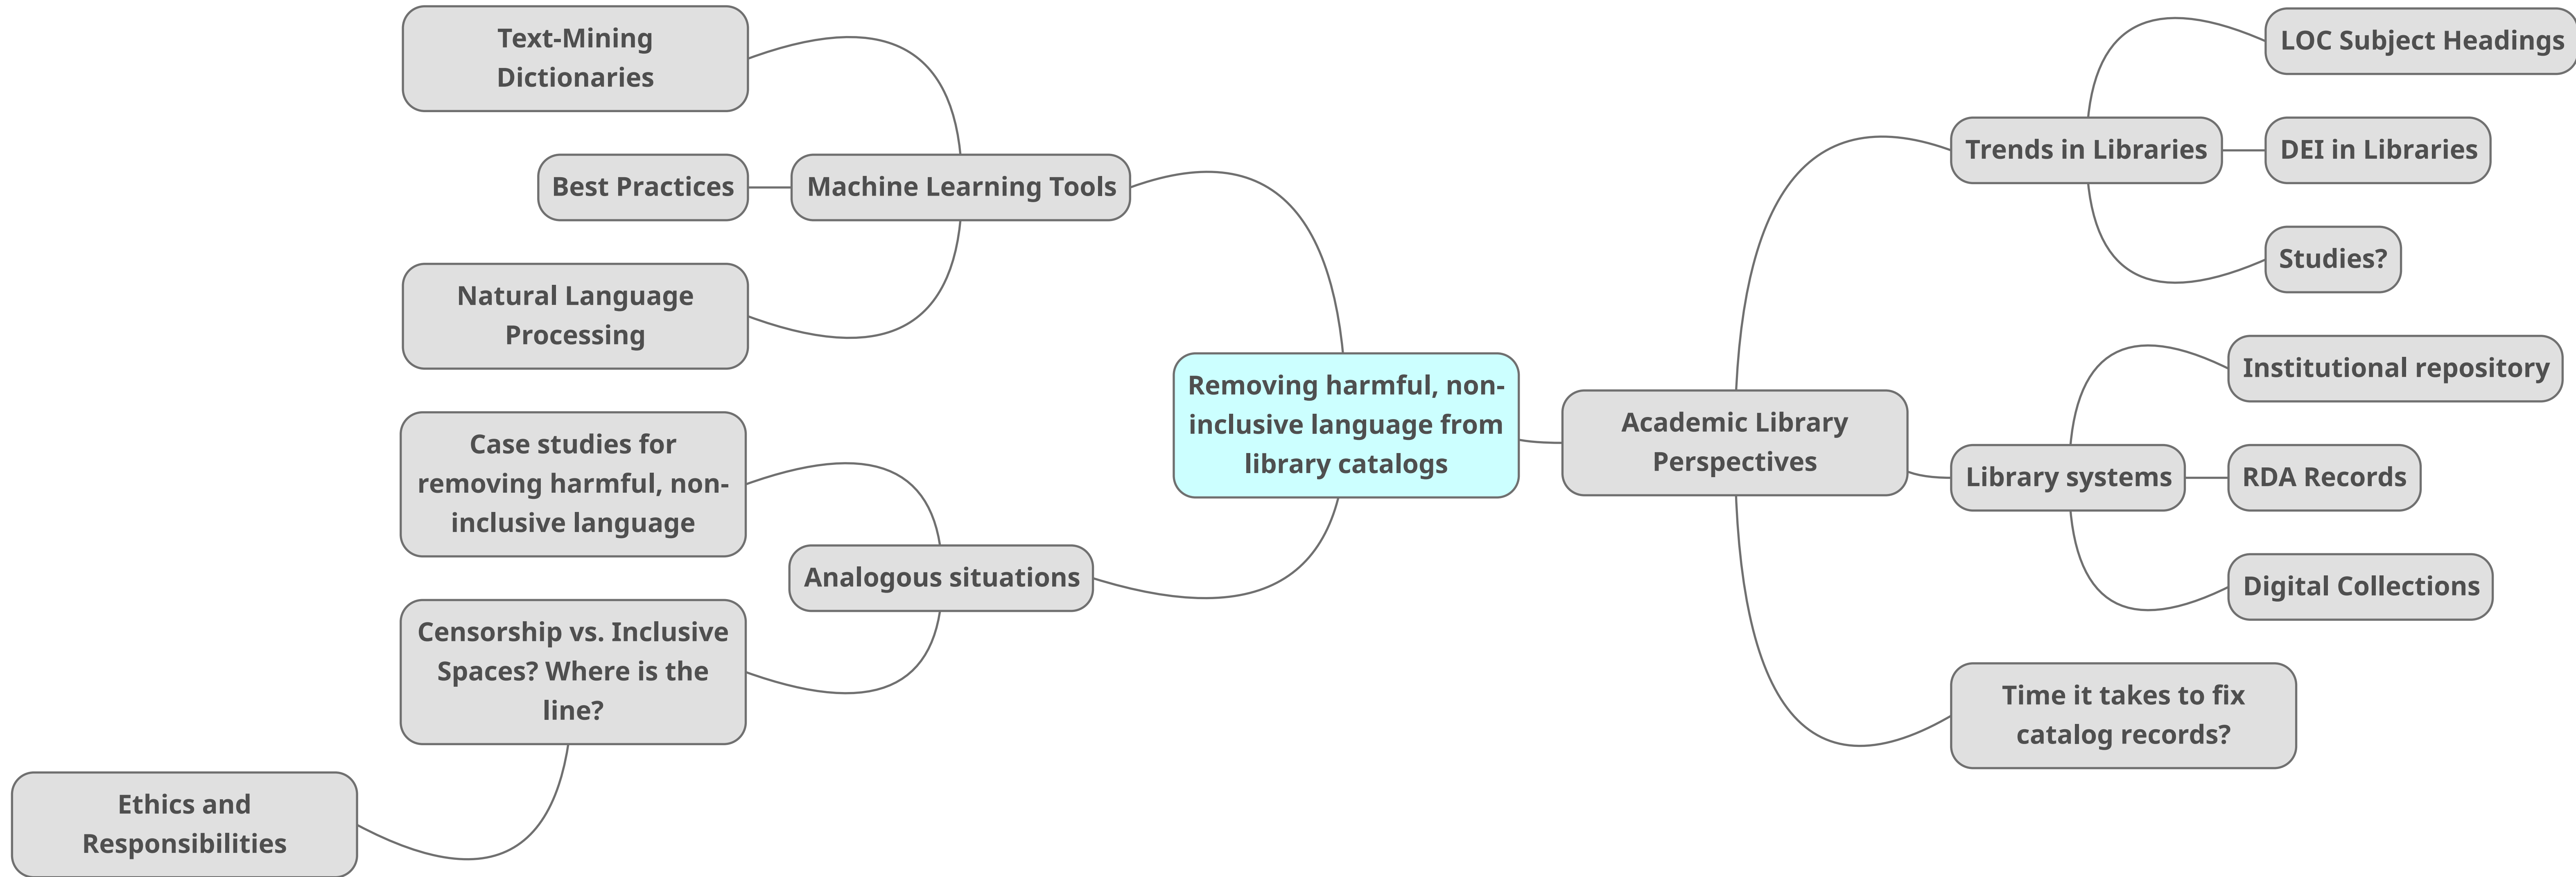 Text-Mining
Dictionaries
Best Practices
Machine Learning Tools
Natural Language
Processing
Case studies for
removing harmful, non-
inclusive language
Analogous situations
Censorship vs. Inclusive
Spaces? Where is the
line?
Ethics and
Responsibilities
Removing harmful, non-
inclusive language from
library catalogs
Academic Library
Perspectives
Trends in Libraries
LOC Subject Headings
DEI in Libraries
Studies?
Library systems
Institutional repository
RDA Records
Digital Collections
Time it takes to fix
catalog records?